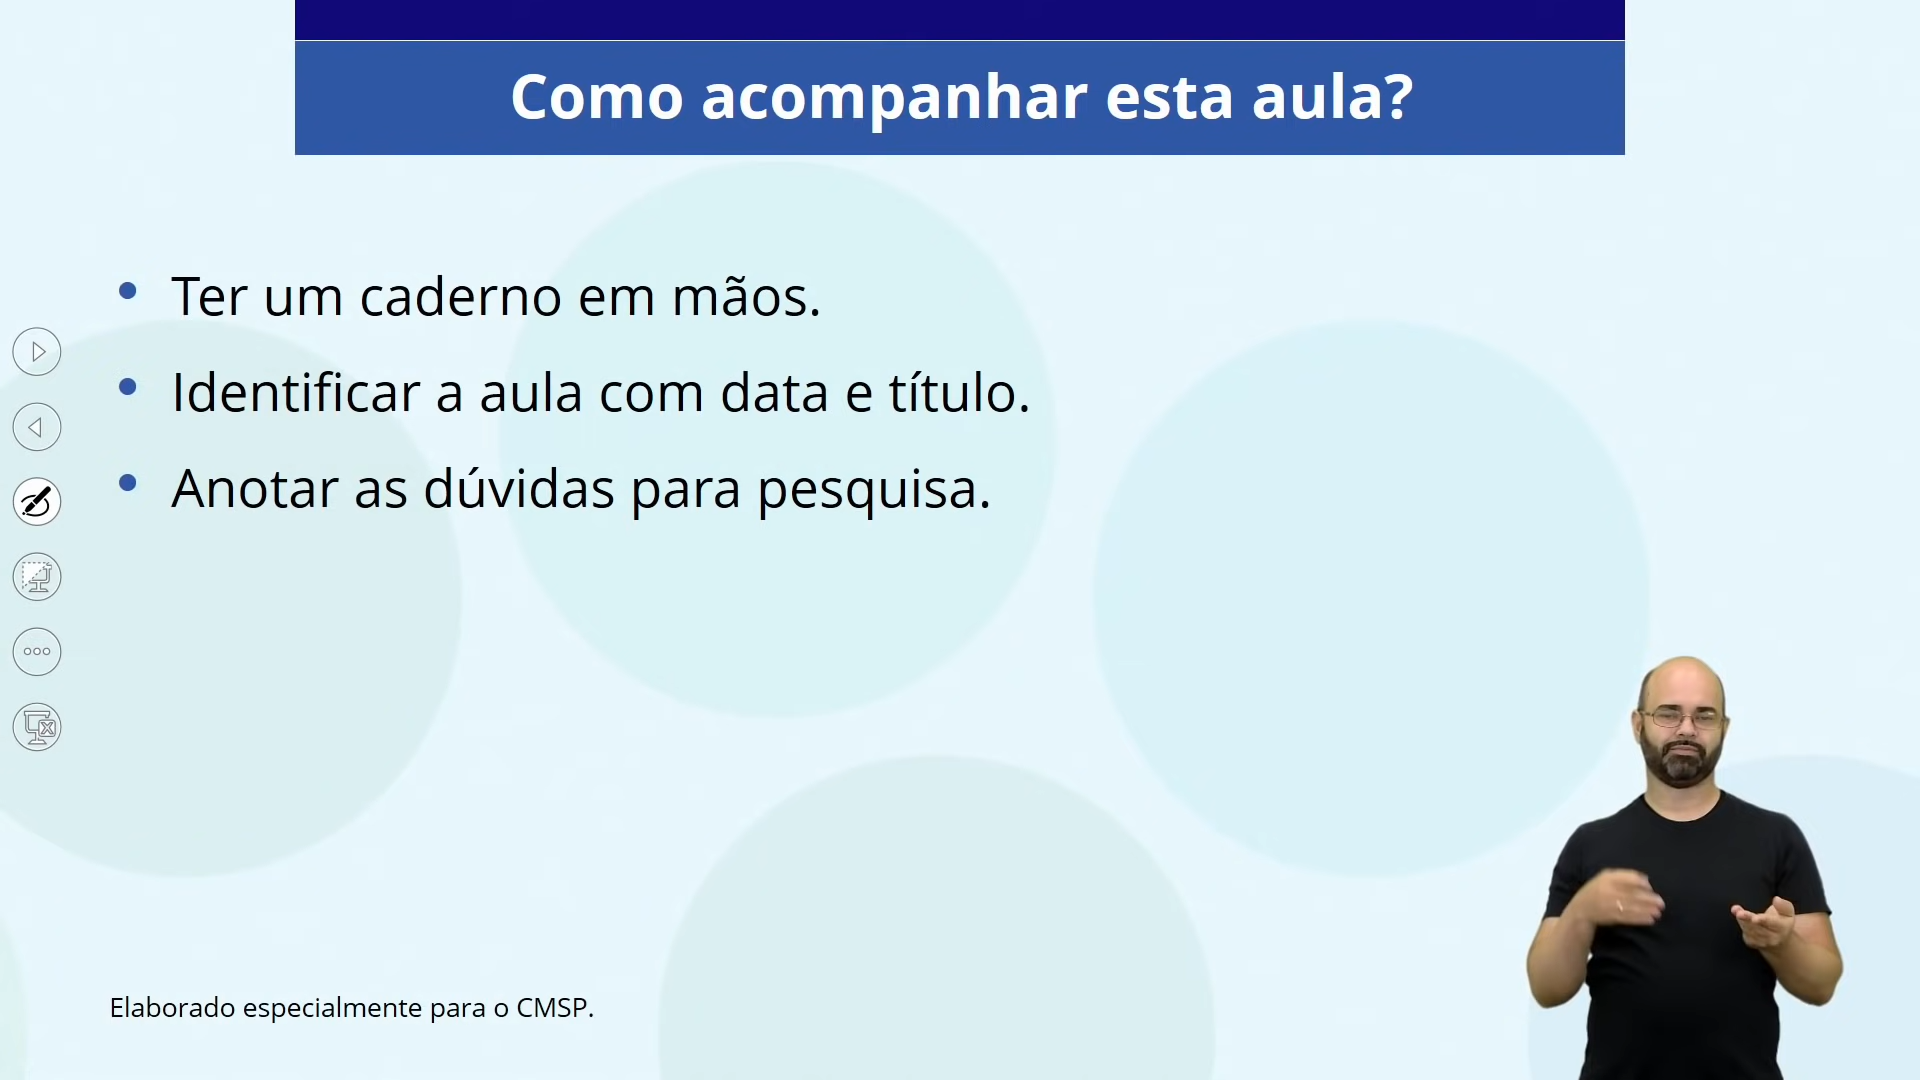 Como acompanhar esta aula?
• Ter um caderno em mãos.
• Identificar a aula com data e título.
• Anotar as dúvidas para pesquisa.
Elaborado especialmente para o CMSP.